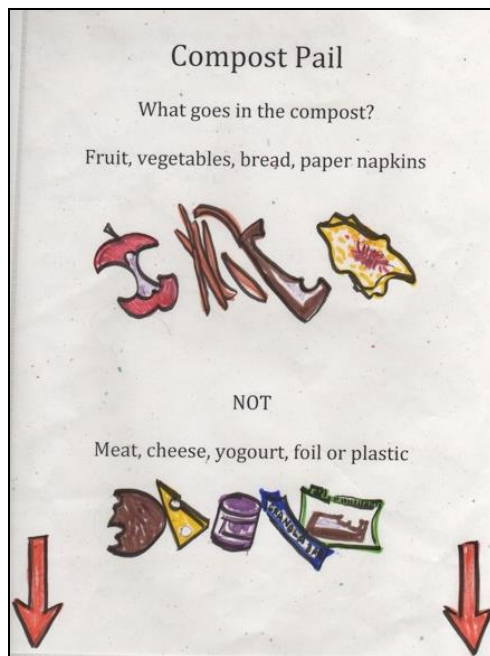 Compost Pail
What goes in the compost?
Fruit, vegetables, bread, paper napkins
NOT
Meat, cheese, yogourt, foil or plastic